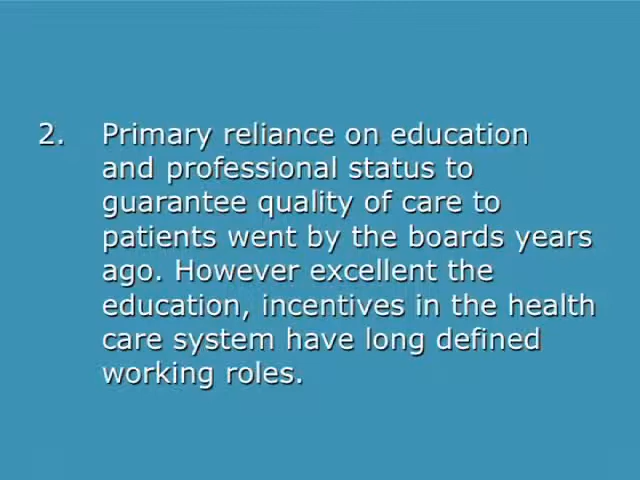 2. Primary reliance on education
and professional status to
guarantee quality of care to
patients went by the boards years
ago. However excellent the
education, incentives in the health
care system have long defined
working roles.